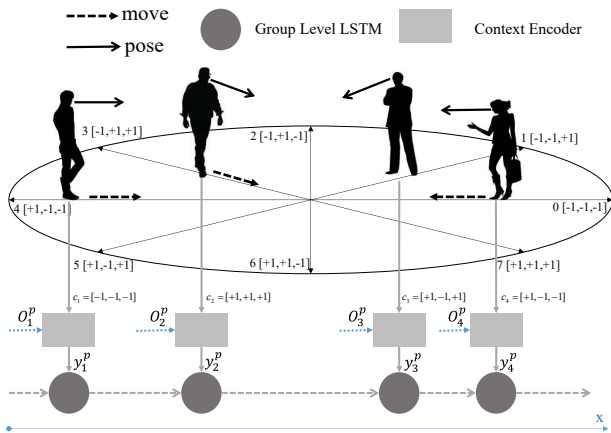 move
pose
Group Level LSTM
Context Encoder
3 [-1,+1,+1]
2 [-1,+1,-1]
1 [-1,-1,+1]
4 [+1,-1,-1]
0 [-1,-1,-1]
5 [+1,-1,+1]
6 [+1,+1,-1]
7 [+1,+1,+1]
c₁ = [−1,−1,−1]
c₂ = [+1,+1,+1]
c₃ = [+1,−1,+1]
c₄ = [+1,−1,−1]
O₁ᵖ
O₂ᵖ
O₃ᵖ
O₄ᵖ
y₁ᵖ
y₂ᵖ
y₃ᵖ
y₄ᵖ
x